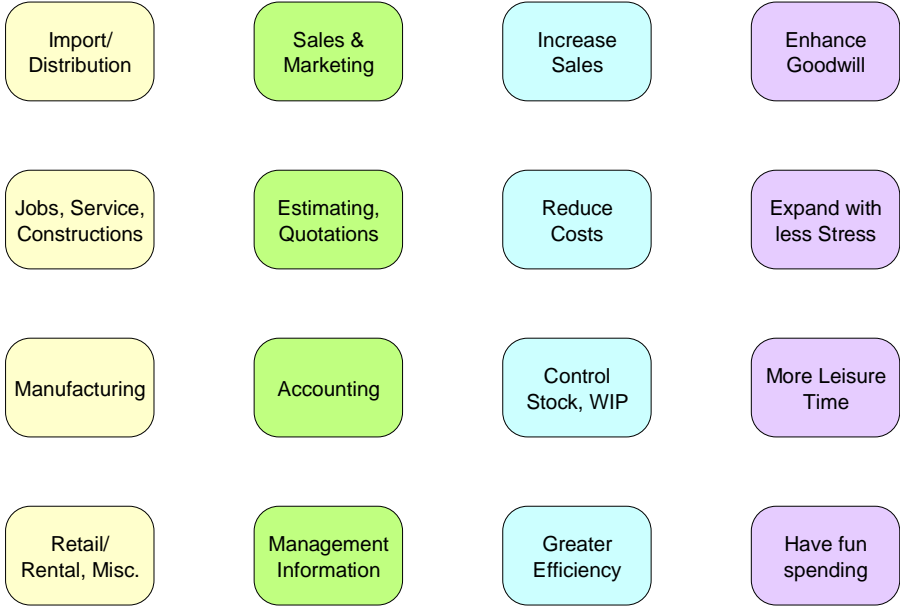 Import/
Distribution
Sales &
Marketing
Increase
Sales
Enhance
Goodwill
Jobs, Service,
Constructions
Estimating,
Quotations
Reduce
Costs
Expand with
less Stress
Manufacturing
Accounting
Control
Stock, WIP
More Leisure
Time
Retail/
Rental, Misc.
Management
Information
Greater
Efficiency
Have fun
spending